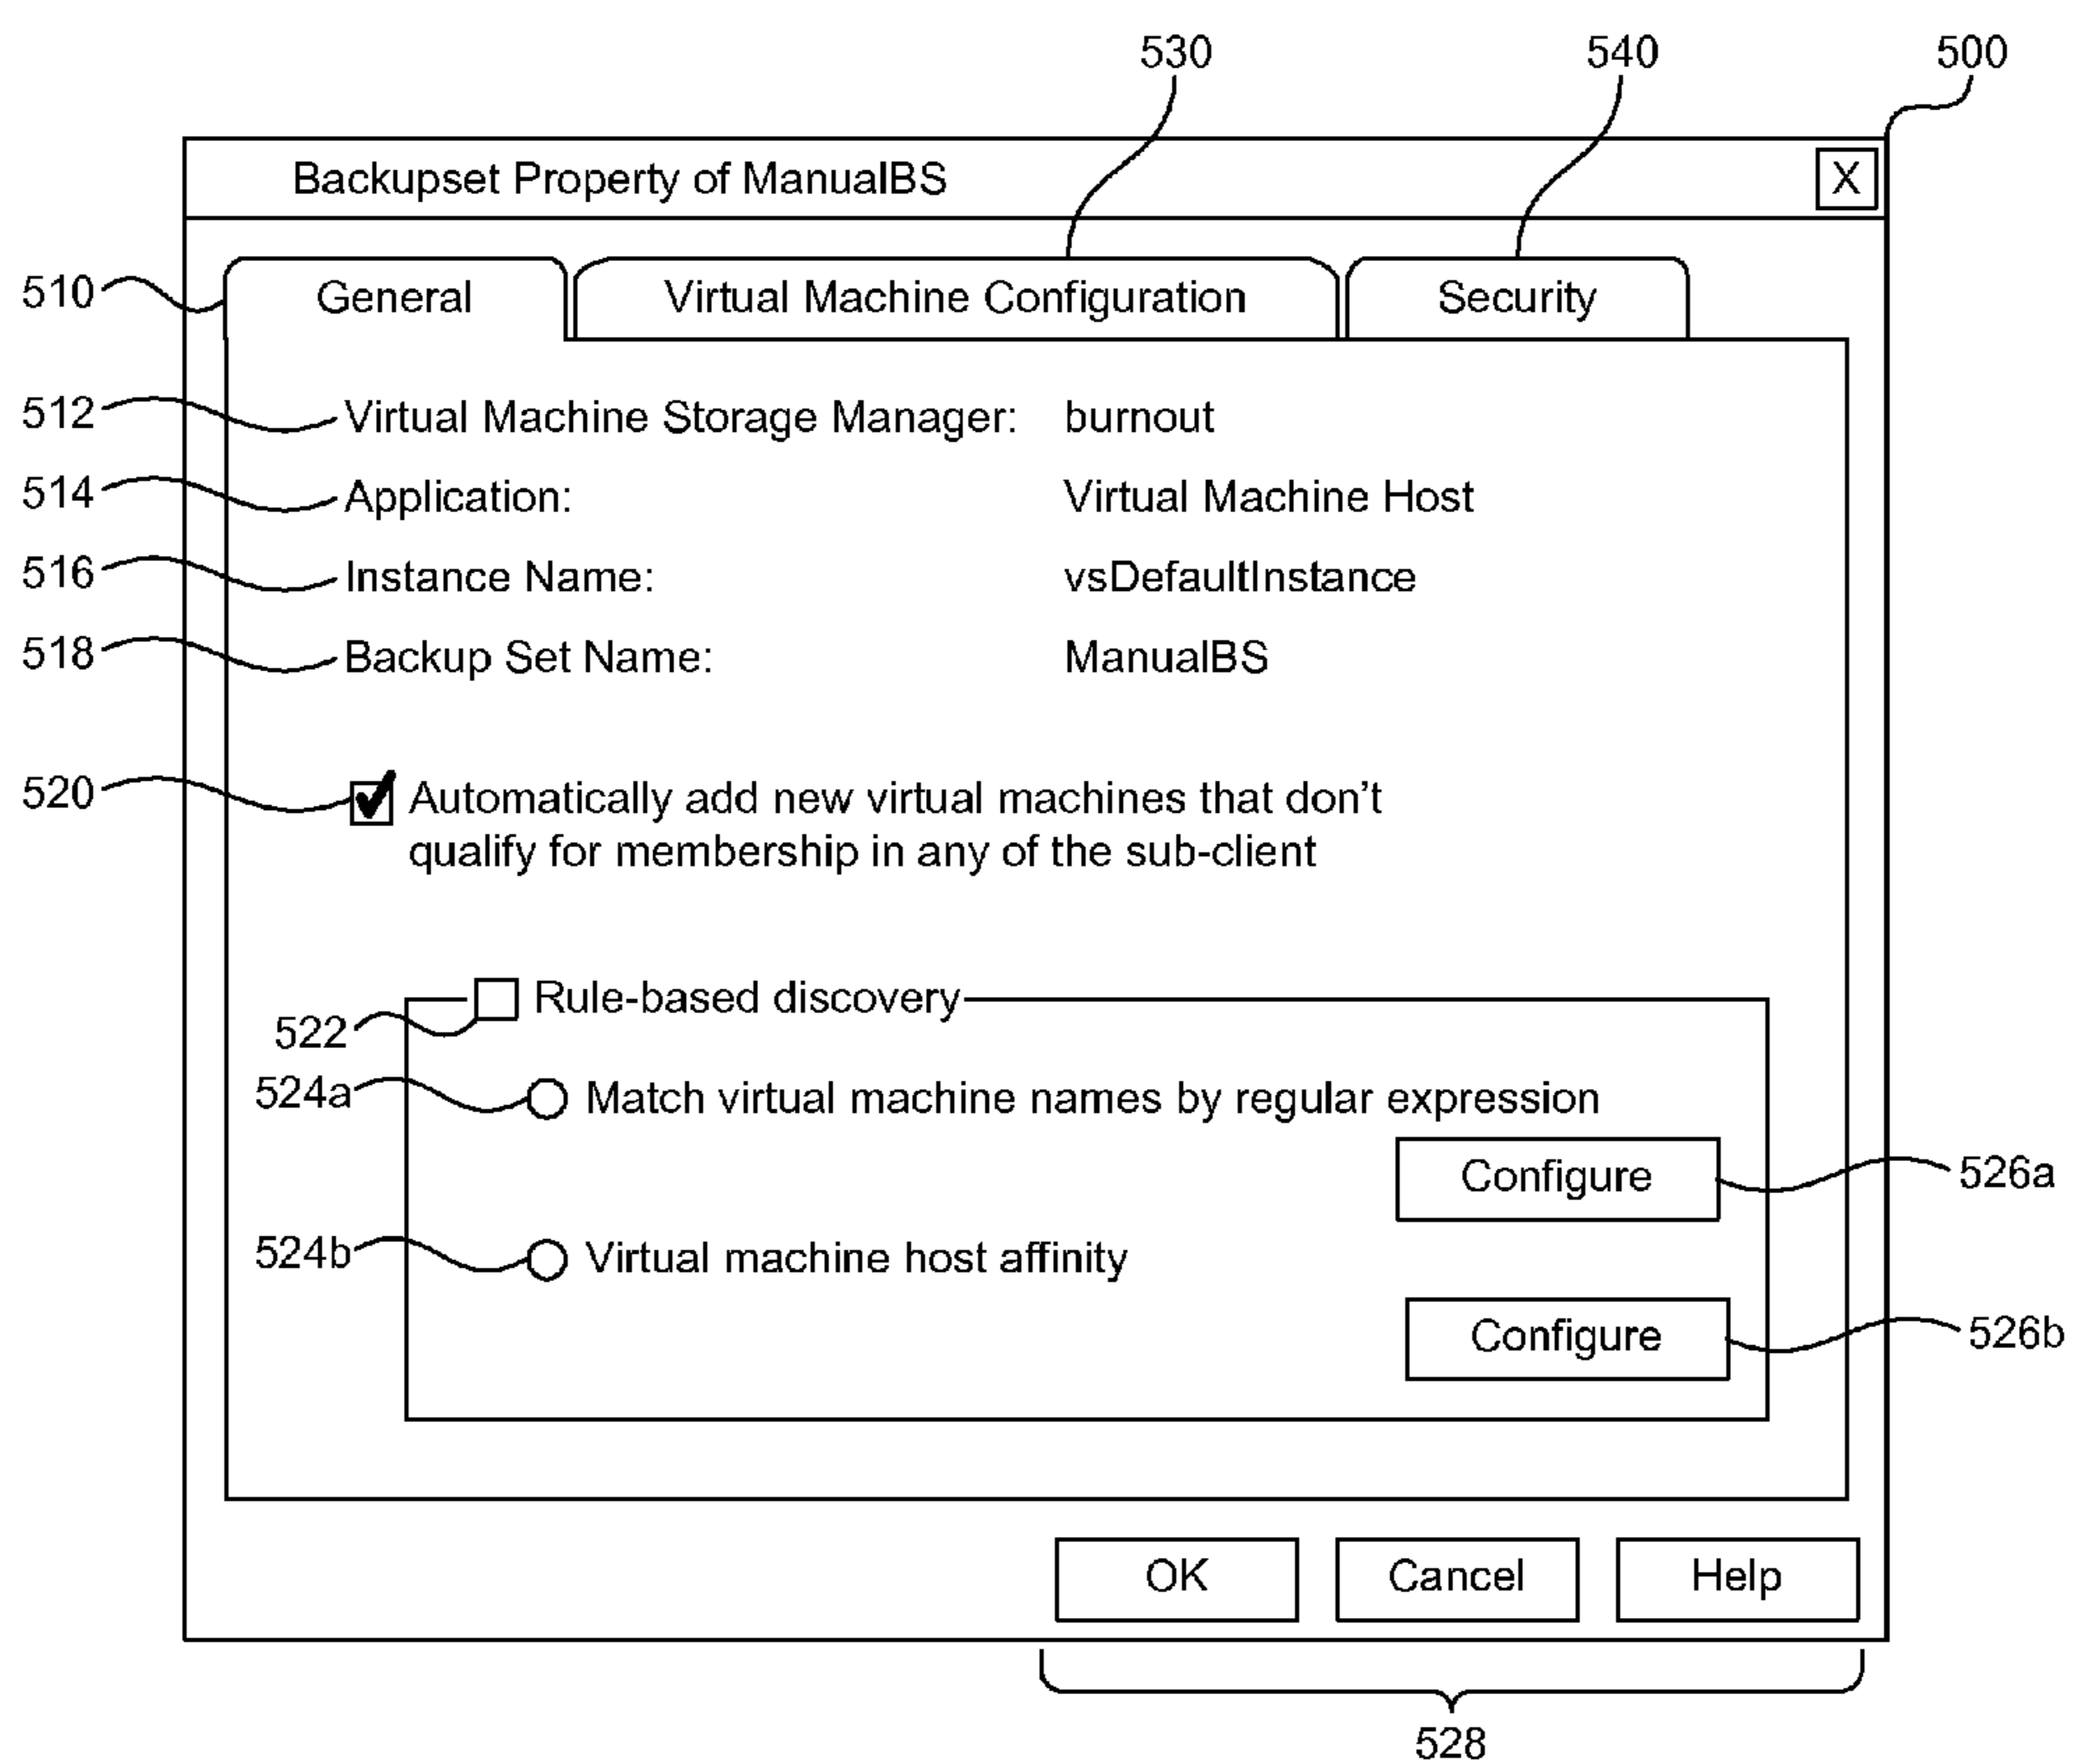 530
540
500
Backupset Property of ManualBS
X
510
General
Virtual Machine Configuration
Security
512
Virtual Machine Storage Manager: burnout
514
Application: Virtual Machine Host
516
Instance Name: vsDefaultInstance
518
Backup Set Name: ManualBS
520
Automatically add new virtual machines that don't
qualify for membership in any of the sub-client
Rule-based discovery
522
524a
Match virtual machine names by regular expression
Configure
526a
524b
Virtual machine host affinity
Configure
526b
OK
Cancel
Help
528